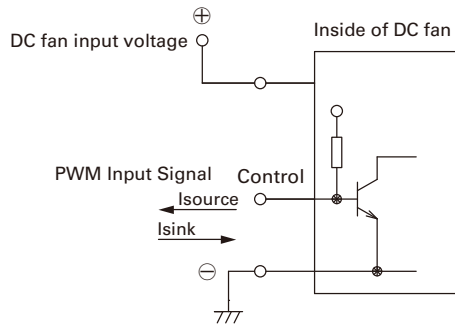 ⊕
DC fan input voltage
Inside of DC fan
PWM Input Signal
Control
Isource
Isink
⊖